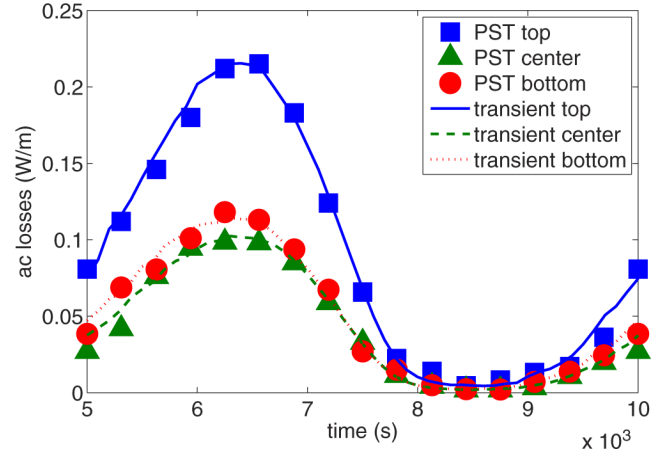 0.25
0.2
0.15
0.1
0.05
0
ac losses (W/m)
PST top
PST center
PST bottom
transient top
transient center
transient bottom
5
6
7
8
9
10
time (s)
x 10³